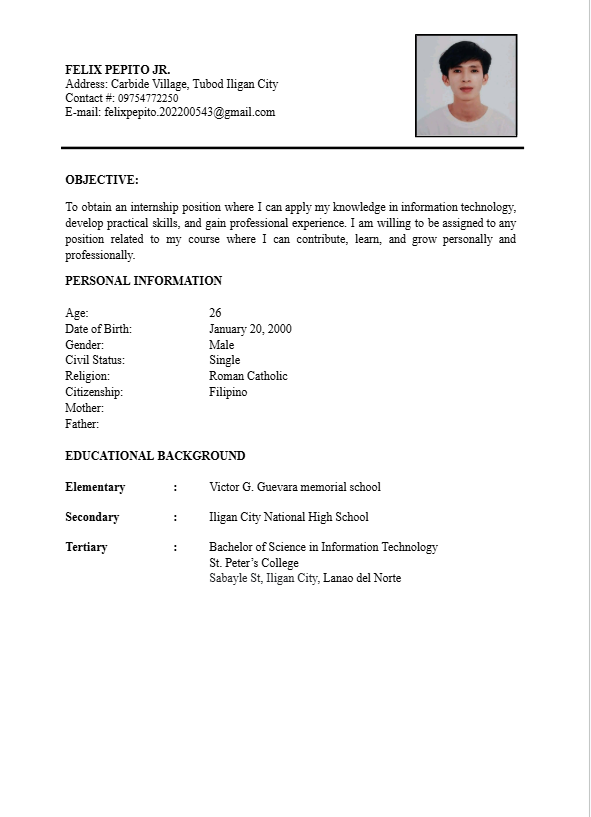 FELIX PEPITO JR.
Address: Carbide Village, Tubod Iligan City
Contact #: 09754772250
E-mail: felixpepito.202200543@gmail.com
OBJECTIVE:
To obtain an internship position where I can apply my knowledge in information technology,
develop practical skills, and gain professional experience. I am willing to be assigned to any
position related to my course where I can contribute, learn, and grow personally and
professionally.
PERSONAL INFORMATION
Age: 26
Date of Birth: January 20, 2000
Gender: Male
Civil Status: Single
Religion: Roman Catholic
Citizenship: Filipino
Mother:
Father:
EDUCATIONAL BACKGROUND
Elementary : Victor G. Guevara memorial school
Secondary : Iligan City National High School
Tertiary : Bachelor of Science in Information Technology
St. Peter’s College
Sabayle St, Iligan City, Lanao del Norte